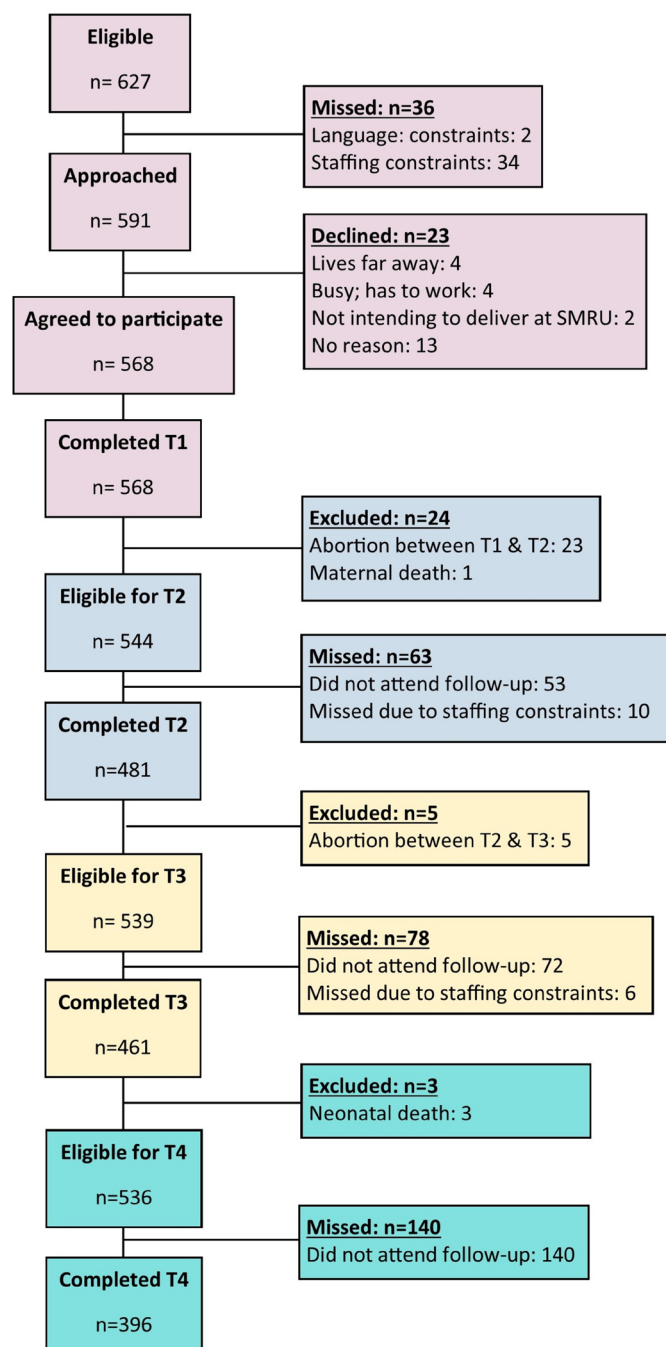 Eligible
n= 627
Missed: n=36
Language: constraints: 2
Staffing constraints: 34
Approached
n= 591
Declined: n=23
Lives far away: 4
Busy; has to work: 4
Not intending to deliver at SMRU: 2
No reason: 13
Agreed to participate
n= 568
Completed T1
n= 568
Excluded: n=24
Abortion between T1 & T2: 23
Maternal death: 1
Eligible for T2
n= 544
Missed: n=63
Did not attend follow-up: 53
Missed due to staffing constraints: 10
Completed T2
n=481
Excluded: n=5
Abortion between T2 & T3: 5
Eligible for T3
n= 539
Missed: n=78
Did not attend follow-up: 72
Missed due to staffing constraints: 6
Completed T3
n=461
Excluded: n=3
Neonatal death: 3
Eligible for T4
n=536
Missed: n=140
Did not attend follow-up: 140
Completed T4
n=396